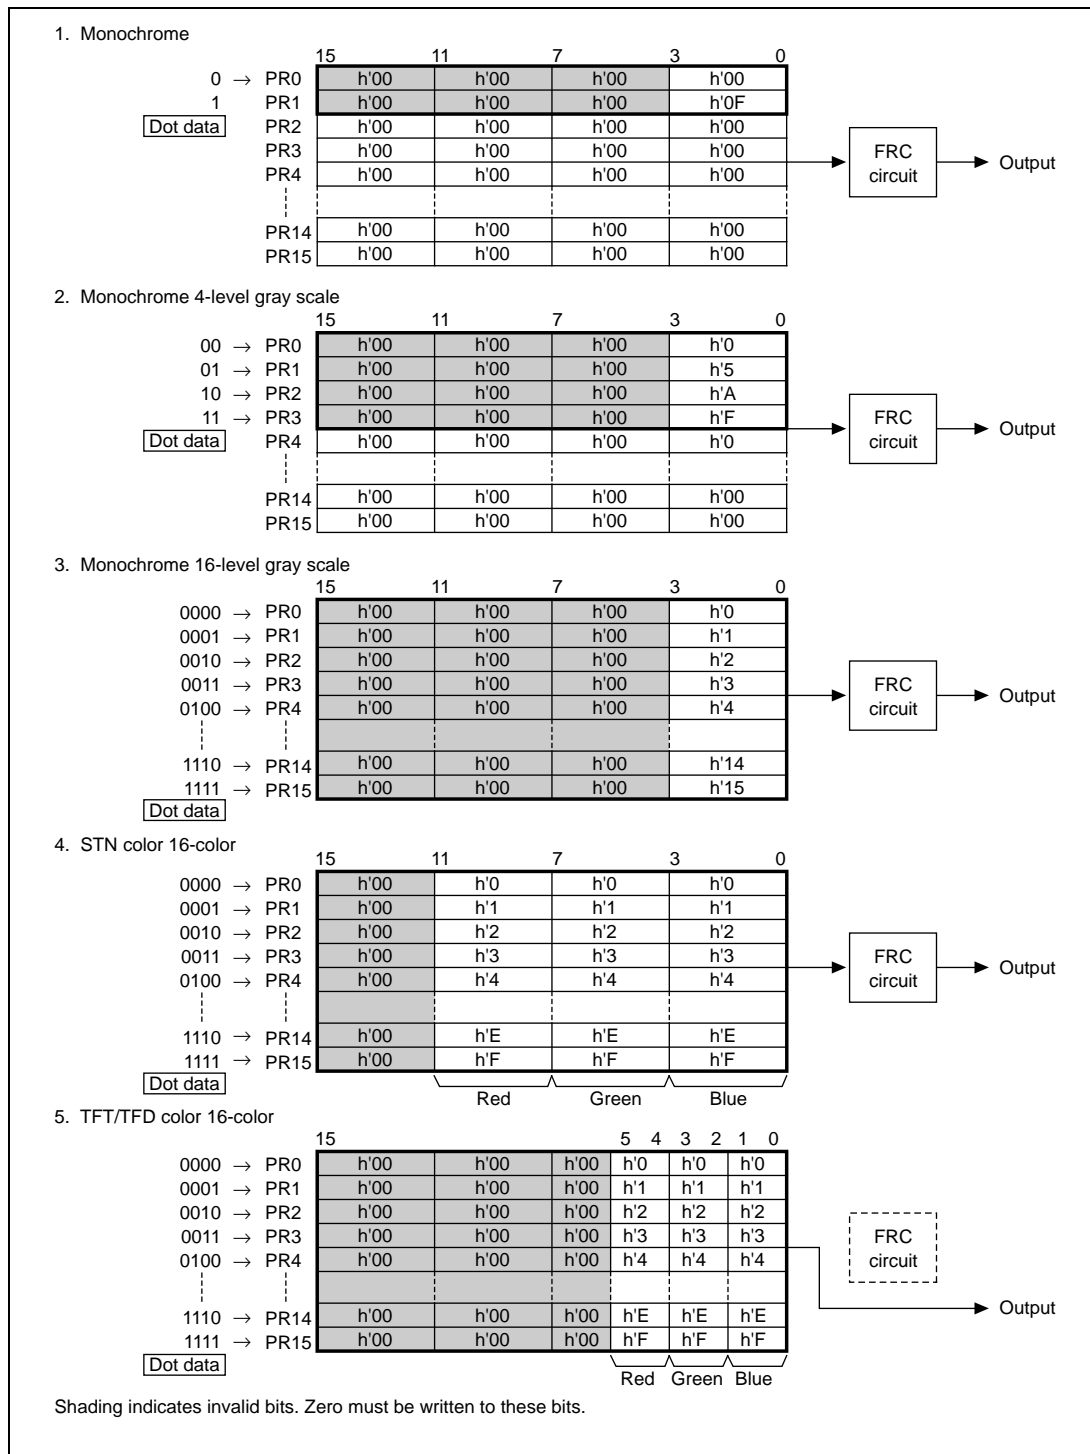 1. Monochrome
15 11 7 3 0
0 → PR0 h'00 h'00 h'00 h'00
1 PR1 h'00 h'00 h'00 h'0F
Dot data PR2 h'00 h'00 h'00 h'00
PR3 h'00 h'00 h'00 h'00
PR4 h'00 h'00 h'00 h'00
FRC circuit Output
PR14 h'00 h'00 h'00 h'00
PR15 h'00 h'00 h'00 h'00
2. Monochrome 4-level gray scale
15 11 7 3 0
00 → PR0 h'00 h'00 h'00 h'0
01 → PR1 h'00 h'00 h'00 h'5
10 → PR2 h'00 h'00 h'00 h'A
11 → PR3 h'00 h'00 h'00 h'F
Dot data PR4 h'00 h'00 h'00 h'0
FRC circuit Output
PR14 h'00 h'00 h'00 h'00
PR15 h'00 h'00 h'00 h'00
3. Monochrome 16-level gray scale
15 11 7 3 0
0000 → PR0 h'00 h'00 h'00 h'0
0001 → PR1 h'00 h'00 h'00 h'1
0010 → PR2 h'00 h'00 h'00 h'2
0011 → PR3 h'00 h'00 h'00 h'3
0100 → PR4 h'00 h'00 h'00 h'4
FRC circuit Output
1110 → PR14 h'00 h'00 h'00 h'14
1111 → PR15 h'00 h'00 h'00 h'15
Dot data
4. STN color 16-color
15 11 7 3 0
0000 → PR0 h'00 h'0 h'0 h'0
0001 → PR1 h'00 h'1 h'1 h'1
0010 → PR2 h'00 h'2 h'2 h'2
0011 → PR3 h'00 h'3 h'3 h'3
0100 → PR4 h'00 h'4 h'4 h'4
FRC circuit Output
1110 → PR14 h'00 h'E h'E h'E
1111 → PR15 h'00 h'F h'F h'F
Dot data
Red Green Blue
5. TFT/TFD color 16-color
15 5 4 3 2 1 0
0000 → PR0 h'00 h'00 h'00 h'0 h'0 h'0
0001 → PR1 h'00 h'00 h'00 h'1 h'1 h'1
0010 → PR2 h'00 h'00 h'00 h'2 h'2 h'2
0011 → PR3 h'00 h'00 h'00 h'3 h'3 h'3
0100 → PR4 h'00 h'00 h'00 h'4 h'4 h'4
FRC circuit
Output
1110 → PR14 h'00 h'00 h'00 h'E h'E h'E
1111 → PR15 h'00 h'00 h'00 h'F h'F h'F
Dot data
Red Green Blue
Shading indicates invalid bits. Zero must be written to these bits.